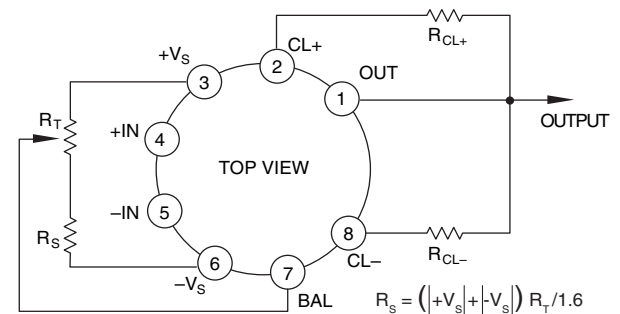 R_CL+
+V_S
CL+
2
3
OUT
1
R_T
+IN
4
OUTPUT
TOP VIEW
–IN
5
R_S
8
R_CL–
6
CL–
–V_S
7
BAL
R_S = (|+V_S|+|-V_S|) R_T/1.6